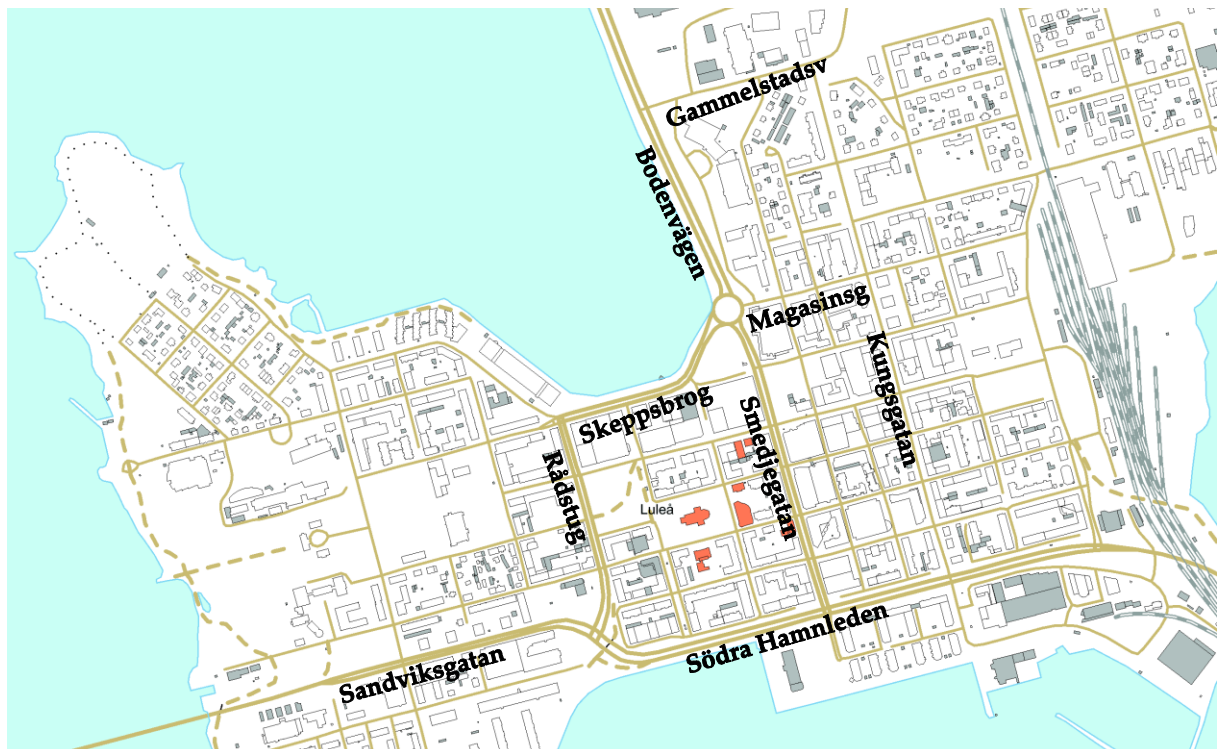 Gammelstadsv
Bodenvägen
Magasinsg
Kungsgatan
Skeppsbrog
Smedjegatan
Rådstug
Luleå
Södra Hamnleden
Sandviksgatan